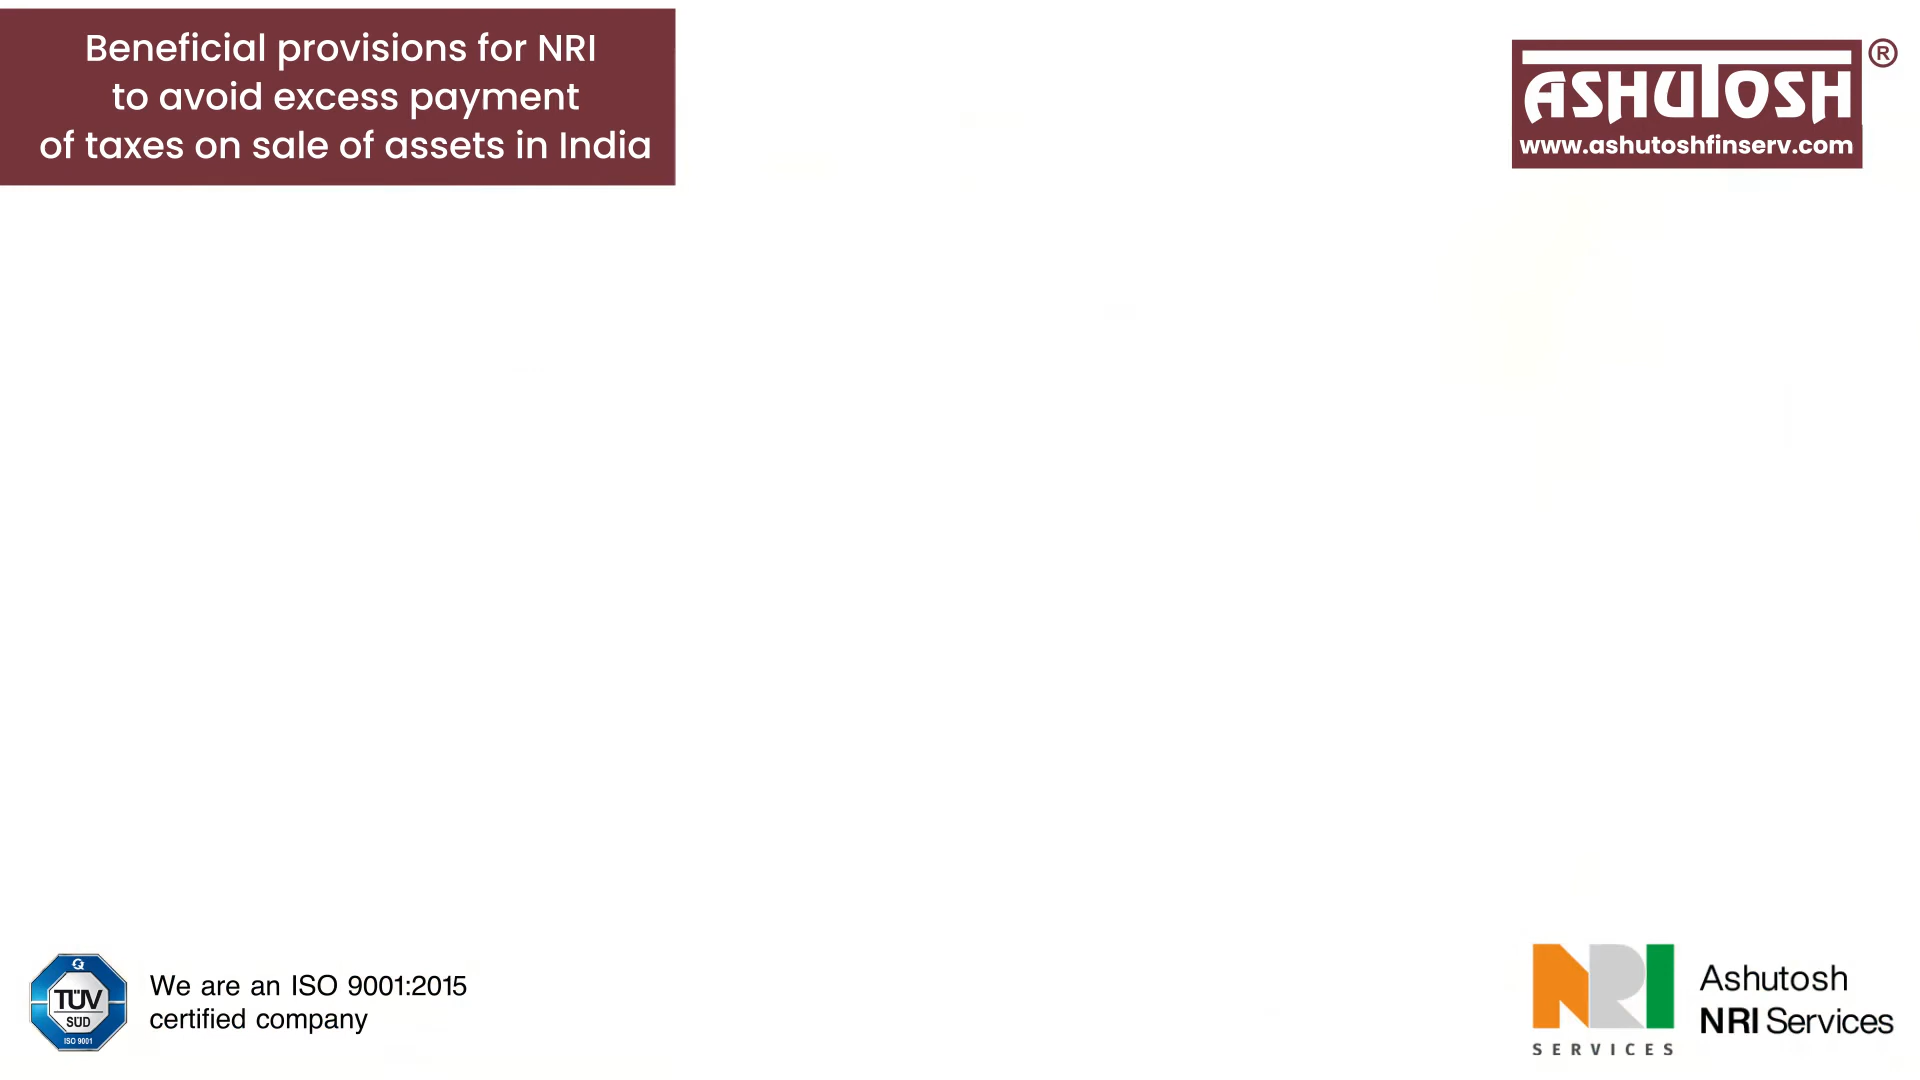 Beneficial provisions for NRI
to avoid excess payment
of taxes on sale of assets in India
ASHUTOSH ®
www.ashutoshfinserv.com
TÜV
SÜD
ISO 9001
We are an ISO 9001:2015
certified company
NRI
SERVICES
Ashutosh
NRI Services